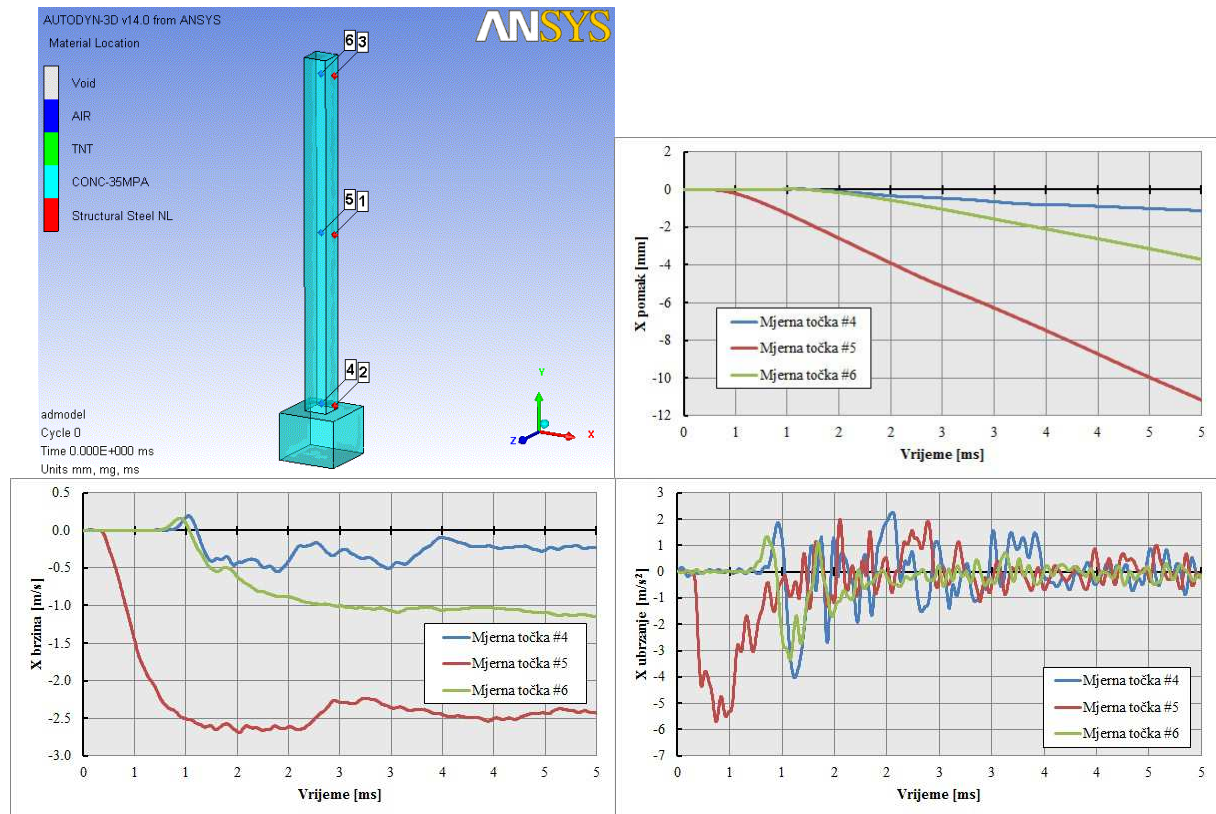 AUTODYN-3D v14.0 from ANSYS
Material Location
ANSYS
Void
AIR
TNT
CONC-35MPA
Structural Steel NL
6 3
5 1
4 2
admodel
Cycle 0
Time 0.000E+000 ms
Units mm, mg, ms
Y
Z
X
2
0
-2
-4
-6
-8
-10
-12
X pomak [mm]
Mjerna točka #4
Mjerna točka #5
Mjerna točka #6
0 1 1 2 2 3 3 4 4 5 5
Vrijeme [ms]
0.5
0.0
-0.5
-1.0
-1.5
-2.0
-2.5
-3.0
X brzina [m/s]
Mjerna točka #4
Mjerna točka #5
Mjerna točka #6
0 1 1 2 2 3 3 4 4 5 5
Vrijeme [ms]
3
2
1
0
-1
-2
-3
-4
-5
-6
-7
X ubrzanje [m/s²]
Mjerna točka #4
Mjerna točka #5
Mjerna točka #6
0 1 1 2 2 3 3 4 4 5 5
Vrijeme [ms]